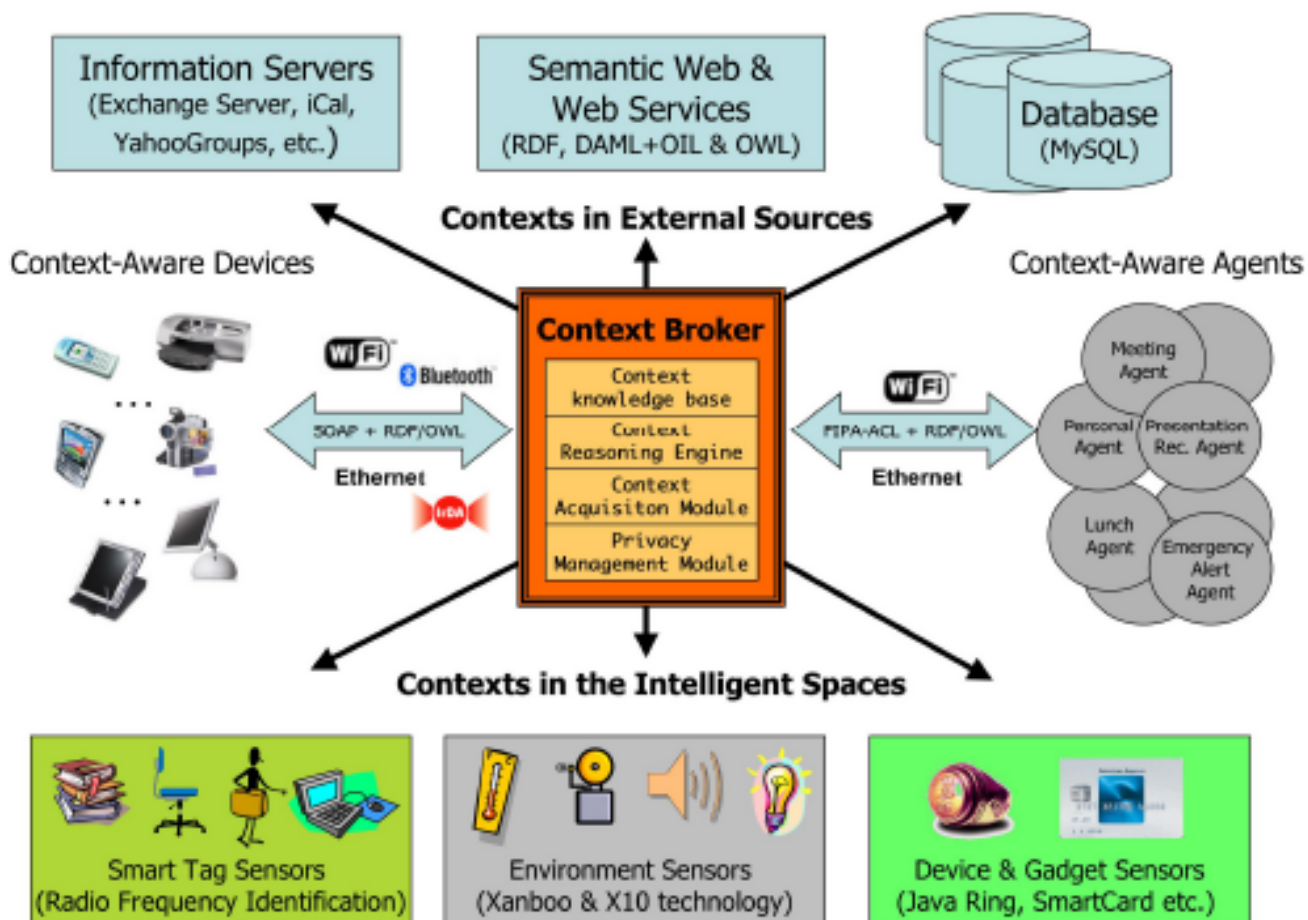 Information Servers
(Exchange Server, iCal,
YahooGroups, etc.)
Semantic Web &
Web Services
(RDF, DAML+OIL & OWL)
Database
(MySQL)
Contexts in External Sources
Context-Aware Devices
Context-Aware Agents
WiFi
Bluetooth
SOAP + RDF/OWL
Ethernet
IrDA
Context Broker
Context
knowledge base
Context
Reasoning Engine
Context
Acquisiton Module
Privacy
Management Module
WiFi
FIPA-ACL + RDF/OWL
Ethernet
Meeting
Agent
Personal
Agent
Presentation
Rec. Agent
Lunch
Agent
Emergency
Alert
Agent
Contexts in the Intelligent Spaces
Smart Tag Sensors
(Radio Frequency Identification)
Environment Sensors
(Xanboo & X10 technology)
Device & Gadget Sensors
(Java Ring, SmartCard etc.)